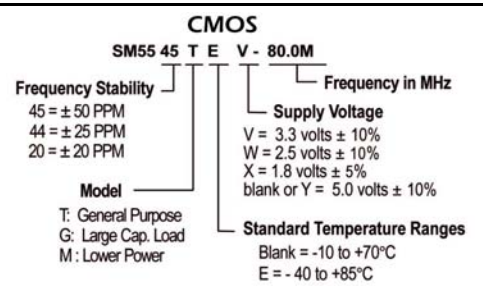 CMOS
SM55 45 T E V - 80.0M
Frequency Stability
45 = ± 50 PPM
44 = ± 25 PPM
20 = ± 20 PPM
Model
T: General Purpose
G: Large Cap. Load
M : Lower Power
Frequency in MHz
Supply Voltage
V = 3.3 volts ± 10%
W = 2.5 volts ± 10%
X = 1.8 volts ± 5%
blank or Y = 5.0 volts ± 10%
Standard Temperature Ranges
Blank = -10 to +70°C
E = - 40 to +85°C